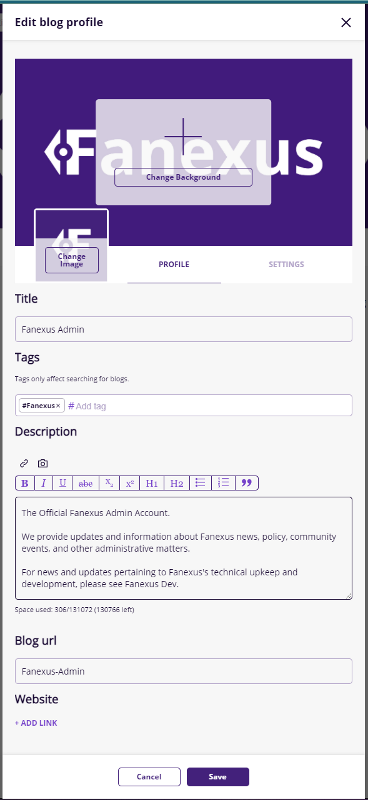 Edit blog profile
Fanexus
Change Background
Change
Image
PROFILE
SETTINGS
Title
Fanexus Admin
Tags
Tags only affect searching for blogs.
#Fanexus ×
# Add tag
Description
B I U abc X₂ x² H1 H2
The Official Fanexus Admin Account.
We provide updates and information about Fanexus news, policy, community
events, and other administrative matters.
For news and updates pertaining to Fanexus's technical upkeep and
development, please see Fanexus Dev.
Space used: 306/131072 (130766 left)
Blog url
Fanexus-Admin
Website
+ ADD LINK
Cancel
Save